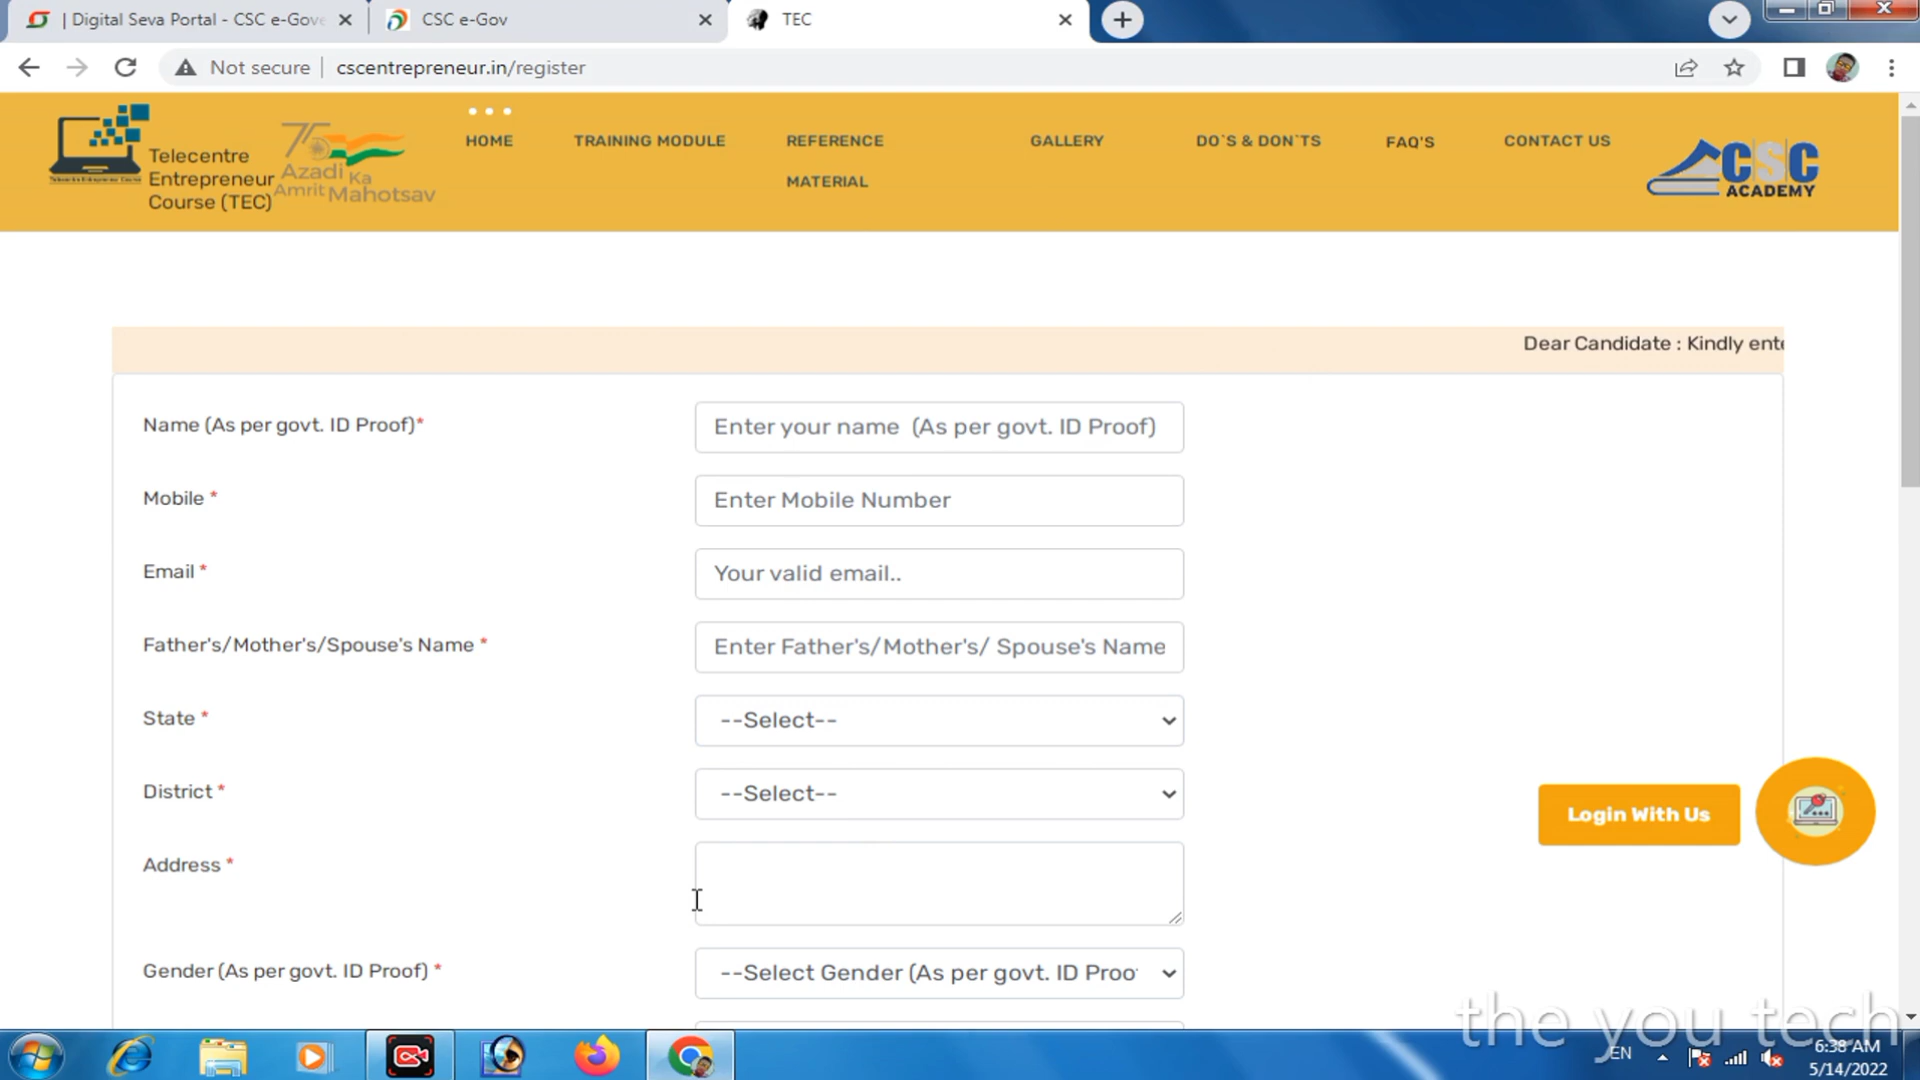 | Digital Seva Portal - CSC e-Gove
CSC e-Gov
TEC
Not secure
cscentrepreneur.in/register
Telecentre
Entrepreneur
Course (TEC)
75
Azadi Ka
Amrit Mahotsav
HOME
TRAINING MODULE
REFERENCE
MATERIAL
GALLERY
DO`S & DON`TS
FAQ'S
CONTACT US
CSC
ACADEMY
Dear Candidate : Kindly ente
Name (As per govt. ID Proof)*
Enter your name (As per govt. ID Proof)
Mobile *
Enter Mobile Number
Email *
Your valid email..
Father's/Mother's/Spouse's Name *
Enter Father's/Mother's/ Spouse's Name
State *
--Select--
District *
--Select--
Login With Us
Address *
Gender (As per govt. ID Proof) *
--Select Gender (As per govt. ID Proo
the you tech
EN
6:38 AM
5/14/2022